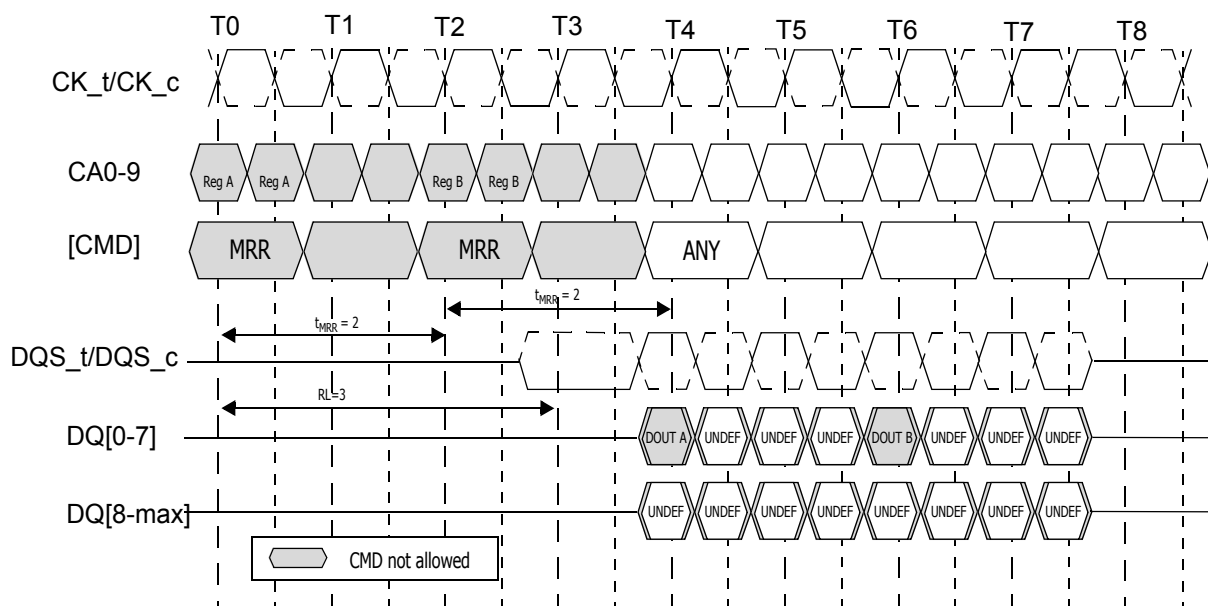 T0 T1 T2 T3 T4 T5 T6 T7 T8
CK_t/CK_c
CA0-9 Reg A Reg A Reg B Reg B
[CMD] MRR MRR ANY
tMRR = 2
tMRR = 2
DQS_t/DQS_c
RL=3
DQ[0-7] DOUT A UNDEF UNDEF UNDEF DOUT B UNDEF UNDEF UNDEF
DQ[8-max] UNDEF UNDEF UNDEF UNDEF UNDEF UNDEF UNDEF UNDEF
CMD not allowed